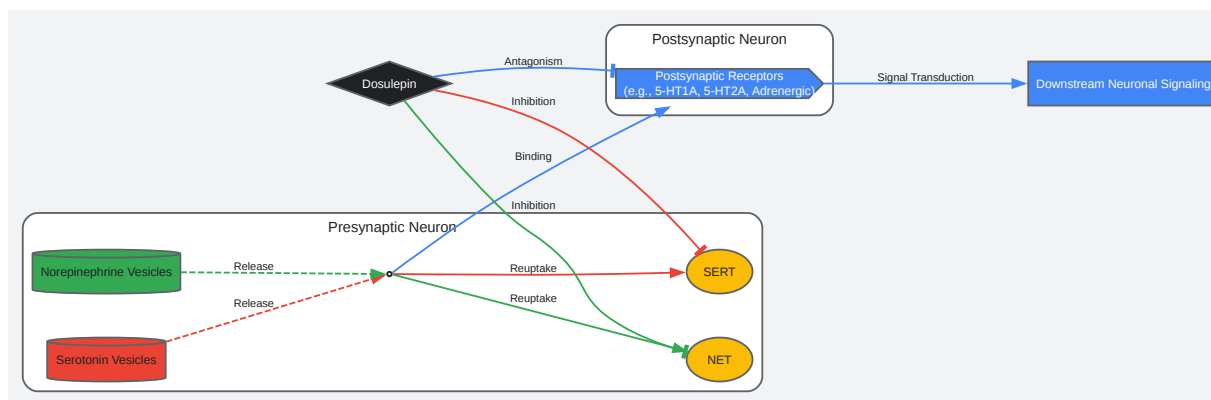 Postsynaptic Neuron
Antagonism
Dosulepin
Postsynaptic Receptors
(e.g., 5-HT1A, 5-HT2A, Adrenergic)
Signal Transduction
Downstream Neuronal Signaling
Inhibition
Binding
Inhibition
Presynaptic Neuron
Norepinephrine Vesicles
Release
Reuptake
SERT
Release
Reuptake
Serotonin Vesicles
NET